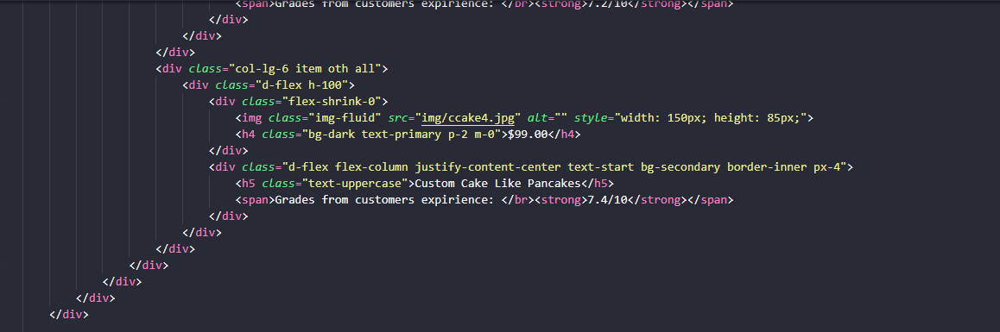 <span>Grades from customers expirience: </br><strong>7.2/10</strong></span>
</div>
</div>
</div>
<div class="col-lg-6 item oth all">
<div class="d-flex h-100">
<div class="flex-shrink-0">
<img class="img-fluid" src="img/ccake4.jpg" alt="" style="width: 150px; height: 85px;">
<h4 class="bg-dark text-primary p-2 m-0">$99.00</h4>
</div>
<div class="d-flex flex-column justify-content-center text-start bg-secondary border-inner px-4">
<h5 class="text-uppercase">Custom Cake Like Pancakes</h5>
<span>Grades from customers expirience: </br><strong>7.4/10</strong></span>
</div>
</div>
</div>
</div>
</div>
</div>
</div>